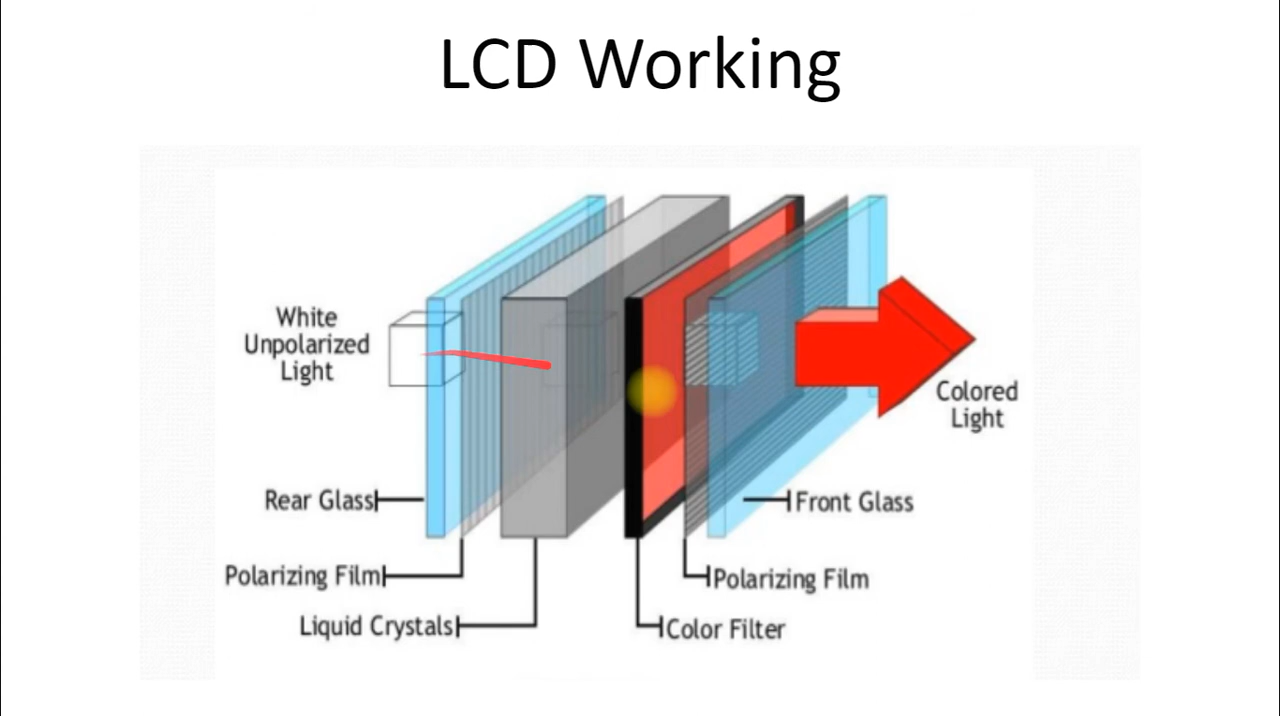 LCD Working
White
Unpolarized
Light
Colored
Light
Rear Glass
Front Glass
Polarizing Film
Polarizing Film
Liquid Crystals
Color Filter